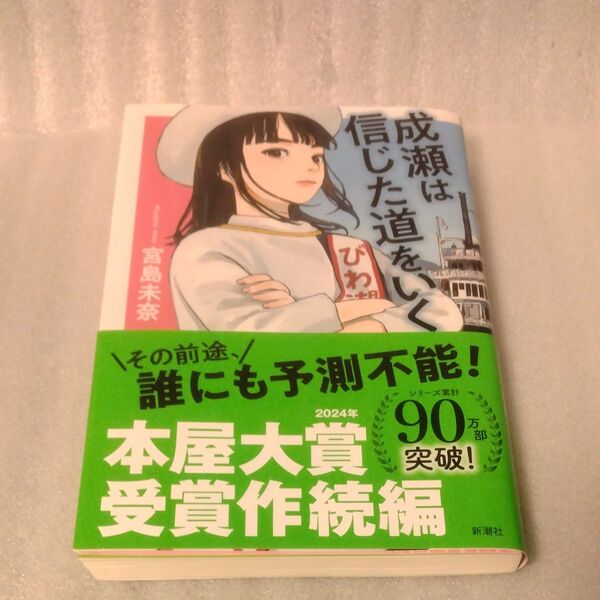 成瀬は
信じた道をいく
宮島未奈
びわ湖
その前途、
誰にも予測不能!
2024年
本屋大賞
受賞作続編
シリーズ累計
90万部
突破!
新潮社